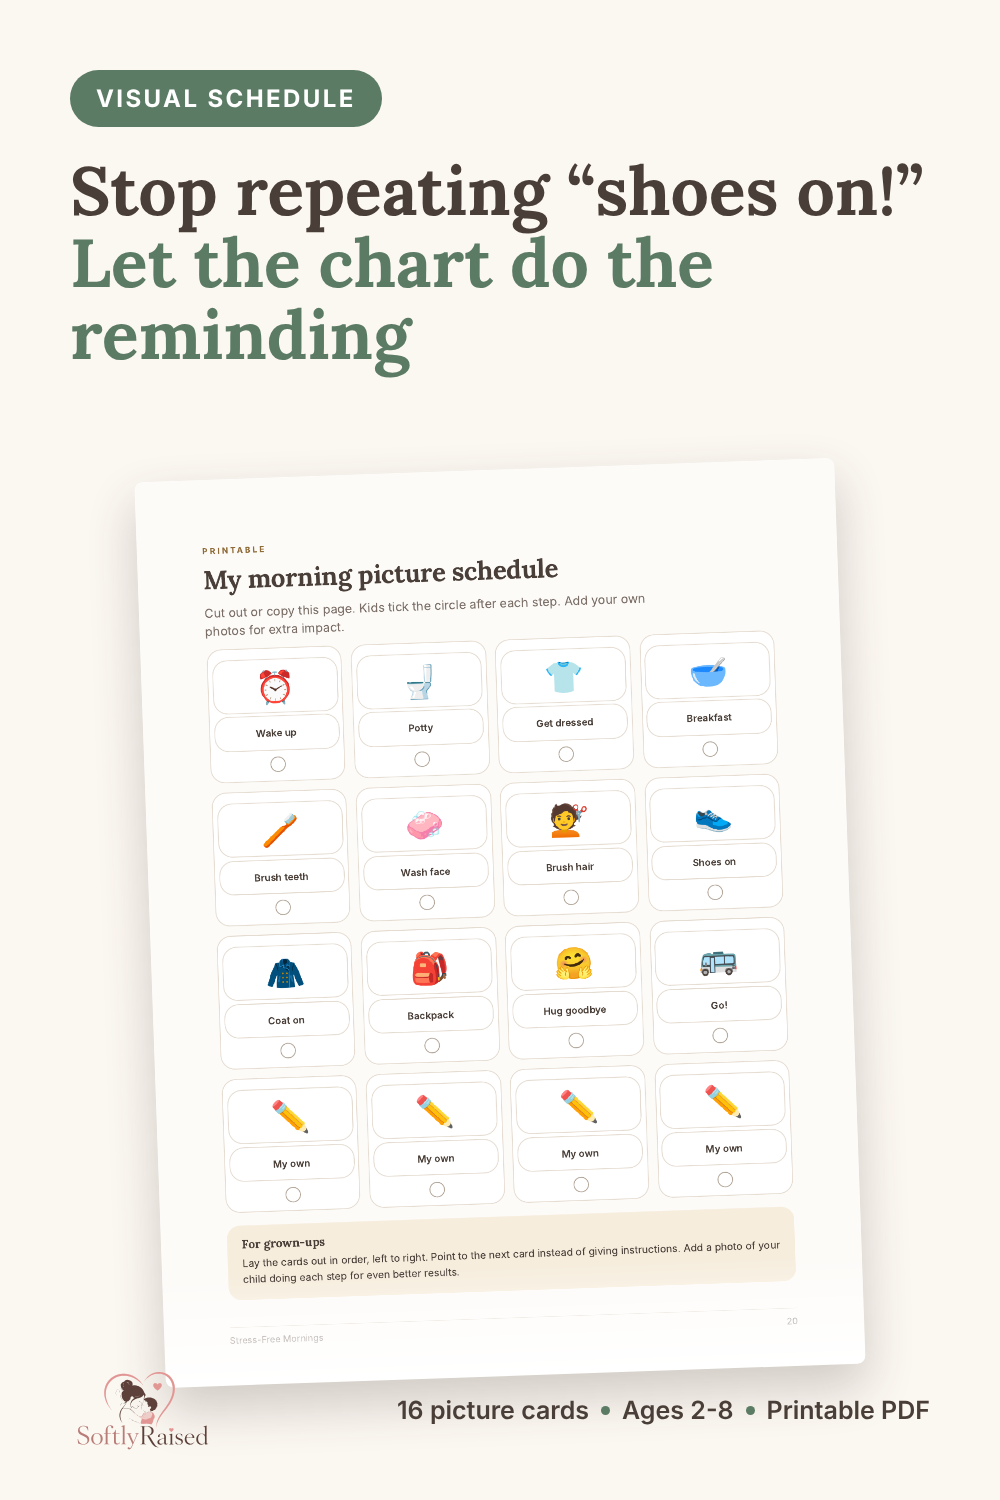 VISUAL SCHEDULE
Stop repeating “shoes on!”
Let the chart do the
reminding
PRINTABLE
My morning picture schedule
Cut out or copy this page. Kids tick the circle after each step. Add your own
photos for extra impact.
Wake up
Potty
Get dressed
Breakfast
Brush teeth
Wash face
Brush hair
Shoes on
Coat on
Backpack
Hug goodbye
Go!
My own
My own
My own
My own
For grown-ups
Lay the cards out in order, left to right. Point to the next card instead of giving instructions. Add a photo of your
child doing each step for even better results.
Stress-Free Mornings
20
SoftlyRaised
16 picture cards • Ages 2-8 • Printable PDF